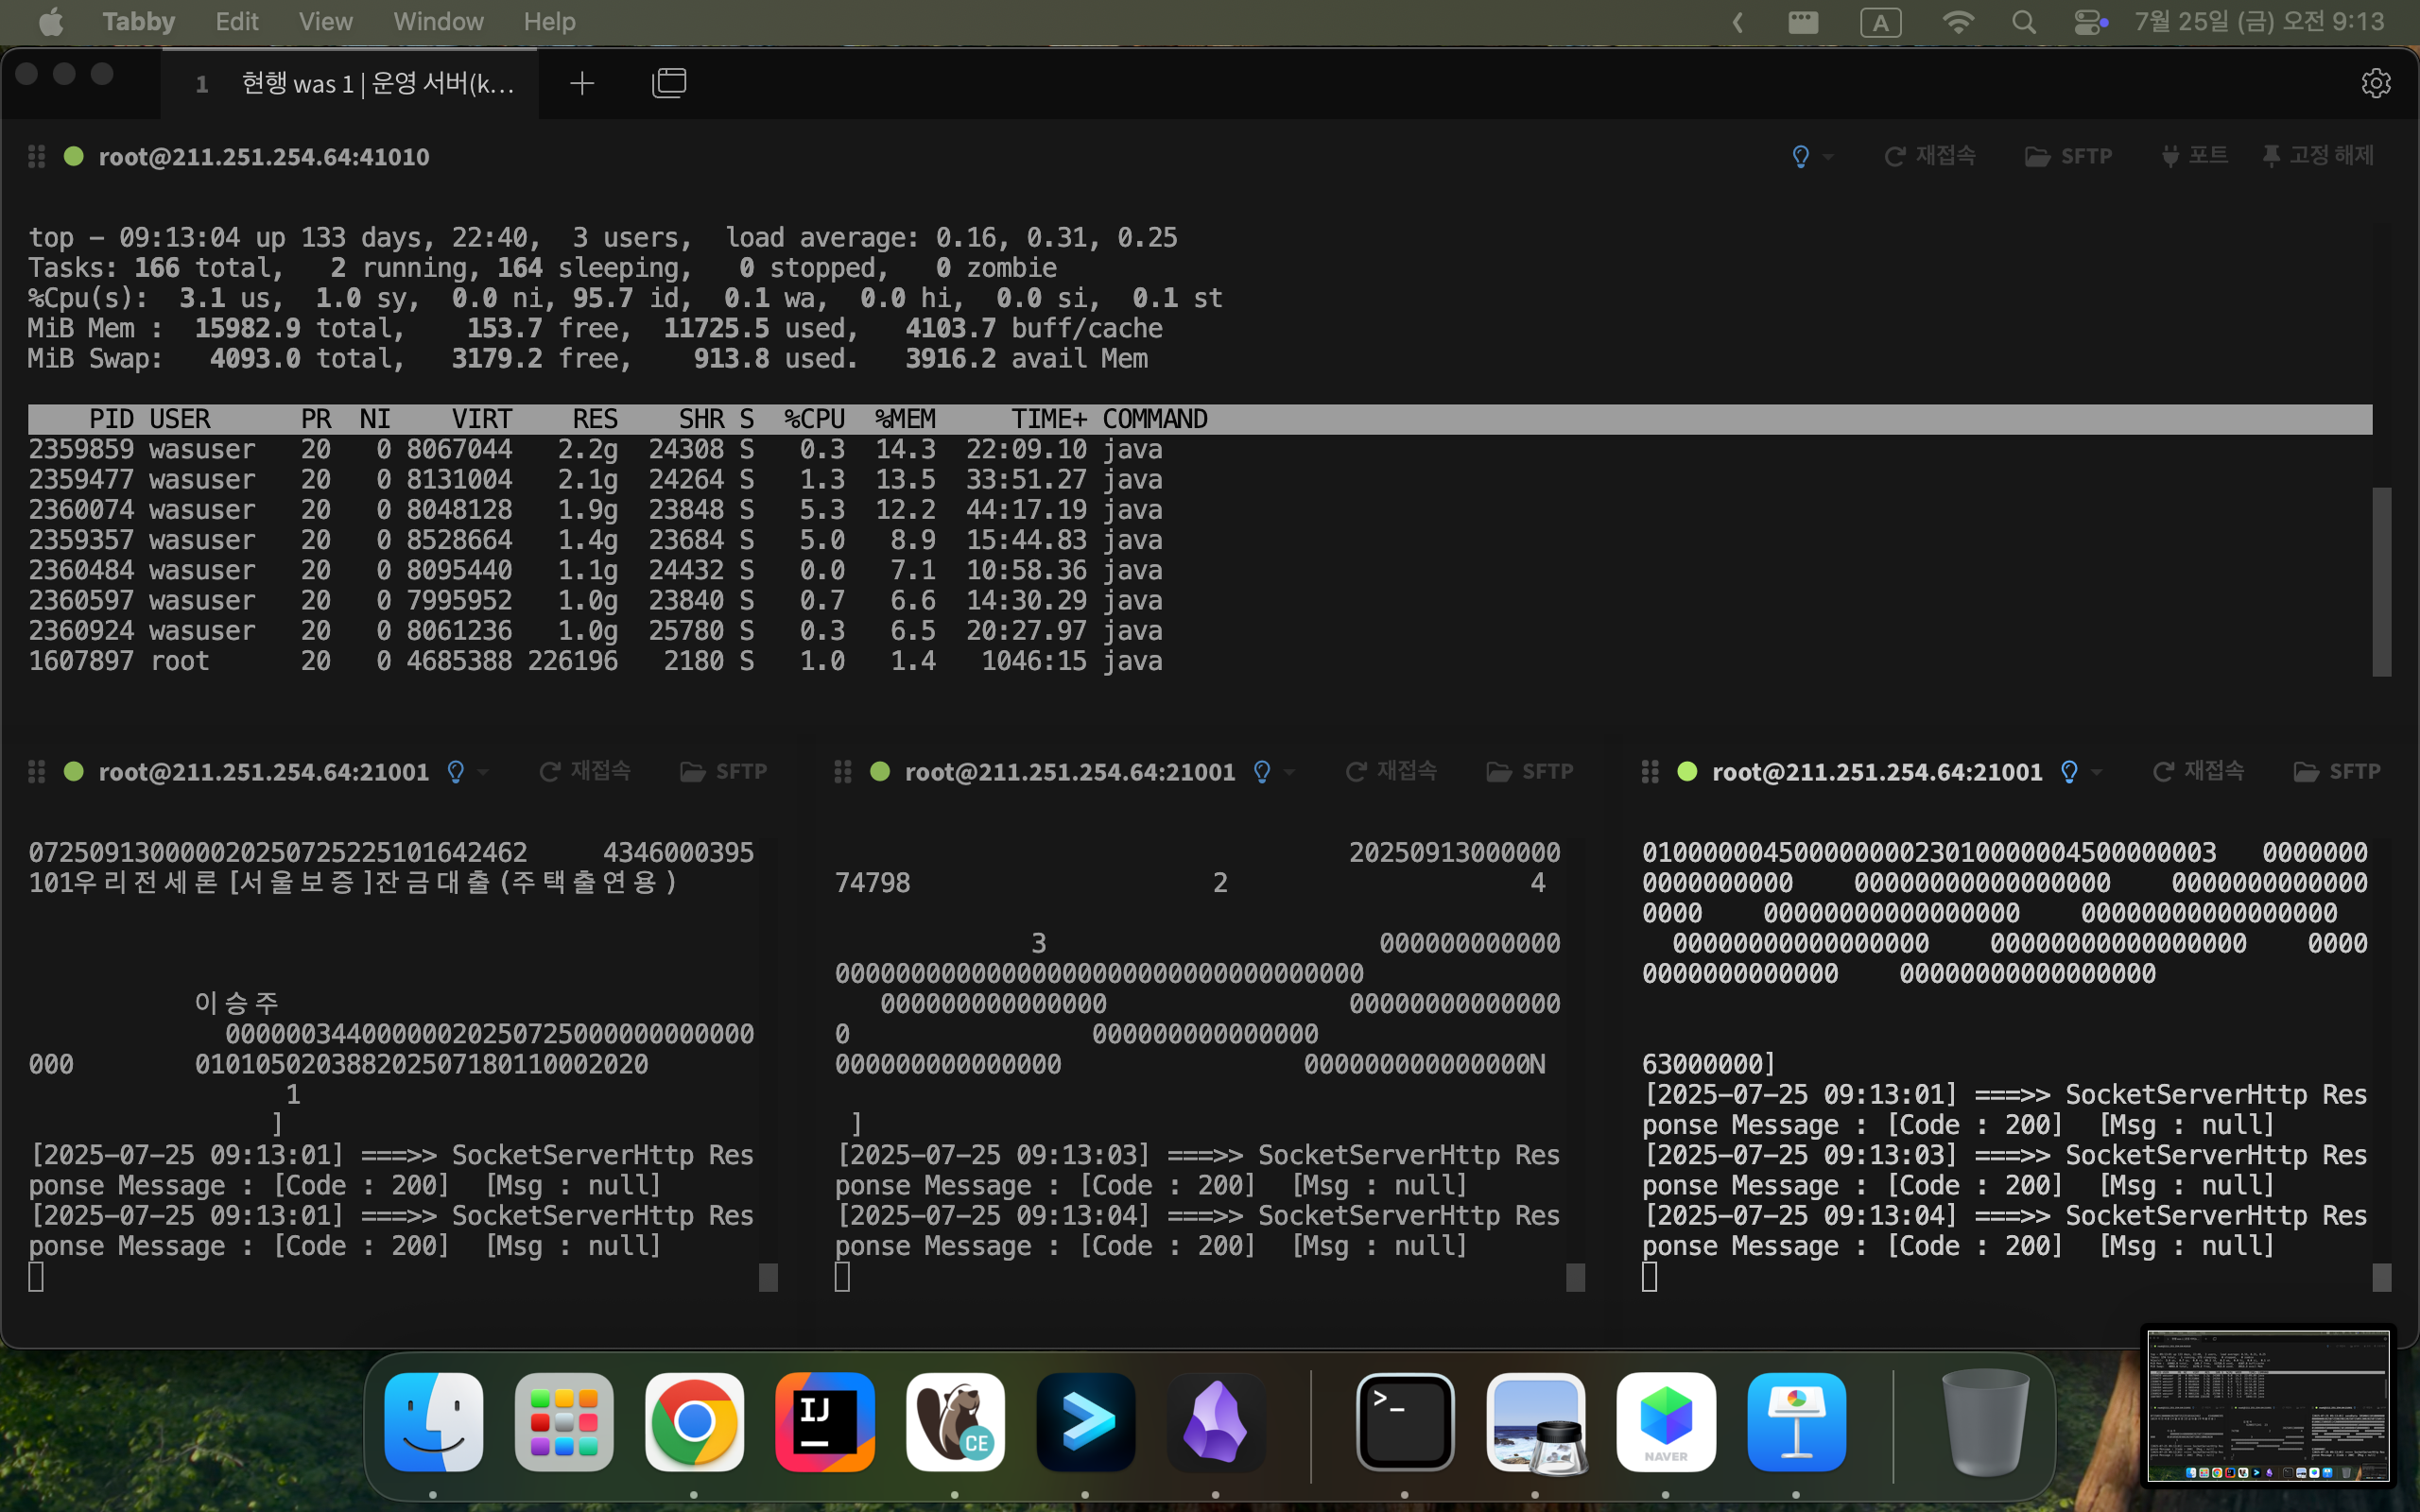 Tabby Edit View Window Help A 7월 25일 (금) 오전 9:13
1 현행 was 1 | 운영 서버(k...
root@211.251.254.64:41010 재접속 SFTP 포트 고정 해제
top - 09:13:04 up 133 days, 22:40, 3 users, load average: 0.16, 0.31, 0.25
Tasks: 166 total, 2 running, 164 sleeping, 0 stopped, 0 zombie
%Cpu(s): 3.1 us, 1.0 sy, 0.0 ni, 95.7 id, 0.1 wa, 0.0 hi, 0.0 si, 0.1 st
MiB Mem : 15982.9 total, 153.7 free, 11725.5 used, 4103.7 buff/cache
MiB Swap: 4093.0 total, 3179.2 free, 913.8 used. 3916.2 avail Mem
PID USER PR NI VIRT RES SHR S %CPU %MEM TIME+ COMMAND
2359859 wasuser 20 0 8067044 2.2g 24308 S 0.3 14.3 22:09.10 java
2359477 wasuser 20 0 8131004 2.1g 24264 S 1.3 13.5 33:51.27 java
2360074 wasuser 20 0 8048128 1.9g 23848 S 5.3 12.2 44:17.19 java
2359357 wasuser 20 0 8528664 1.4g 23684 S 5.0 8.9 15:44.83 java
2360484 wasuser 20 0 8095440 1.1g 24432 S 0.0 7.1 10:58.36 java
2360597 wasuser 20 0 7995952 1.0g 23840 S 0.7 6.6 14:30.29 java
2360924 wasuser 20 0 8061236 1.0g 25780 S 0.3 6.5 20:27.97 java
1607897 root 20 0 4685388 226196 2180 S 1.0 1.4 1046:15 java
root@211.251.254.64:21001 재접속 SFTP
072509130000020250725225101642462 4346000395
101우리전세론 [서울보증]잔금대출(주택출연용)
이승주
00000034400000020250725000000000000
000 010105020388202507180110002020
1
]
[2025-07-25 09:13:01] ===>> SocketServerHttp Res
ponse Message : [Code : 200] [Msg : null]
[2025-07-25 09:13:01] ===>> SocketServerHttp Res
ponse Message : [Code : 200] [Msg : null]
root@211.251.254.64:21001 재접속 SFTP
20250913000000
74798 2 4
3 000000000000
00000000000000000000000000000000000
000000000000000 00000000000000
0 000000000000000
000000000000000 000000000000000N
]
[2025-07-25 09:13:03] ===>> SocketServerHttp Res
ponse Message : [Code : 200] [Msg : null]
[2025-07-25 09:13:04] ===>> SocketServerHttp Res
ponse Message : [Code : 200] [Msg : null]
root@211.251.254.64:21001 재접속 SFTP
01000000450000000023010000004500000003 0000000
0000000000 00000000000000000 0000000000000
0000 00000000000000000 00000000000000000
00000000000000000 00000000000000000 0000
0000000000000 00000000000000000
63000000]
[2025-07-25 09:13:01] ===>> SocketServerHttp Res
ponse Message : [Code : 200] [Msg : null]
[2025-07-25 09:13:03] ===>> SocketServerHttp Res
ponse Message : [Code : 200] [Msg : null]
[2025-07-25 09:13:04] ===>> SocketServerHttp Res
ponse Message : [Code : 200] [Msg : null]
IJ
CE
NAVER